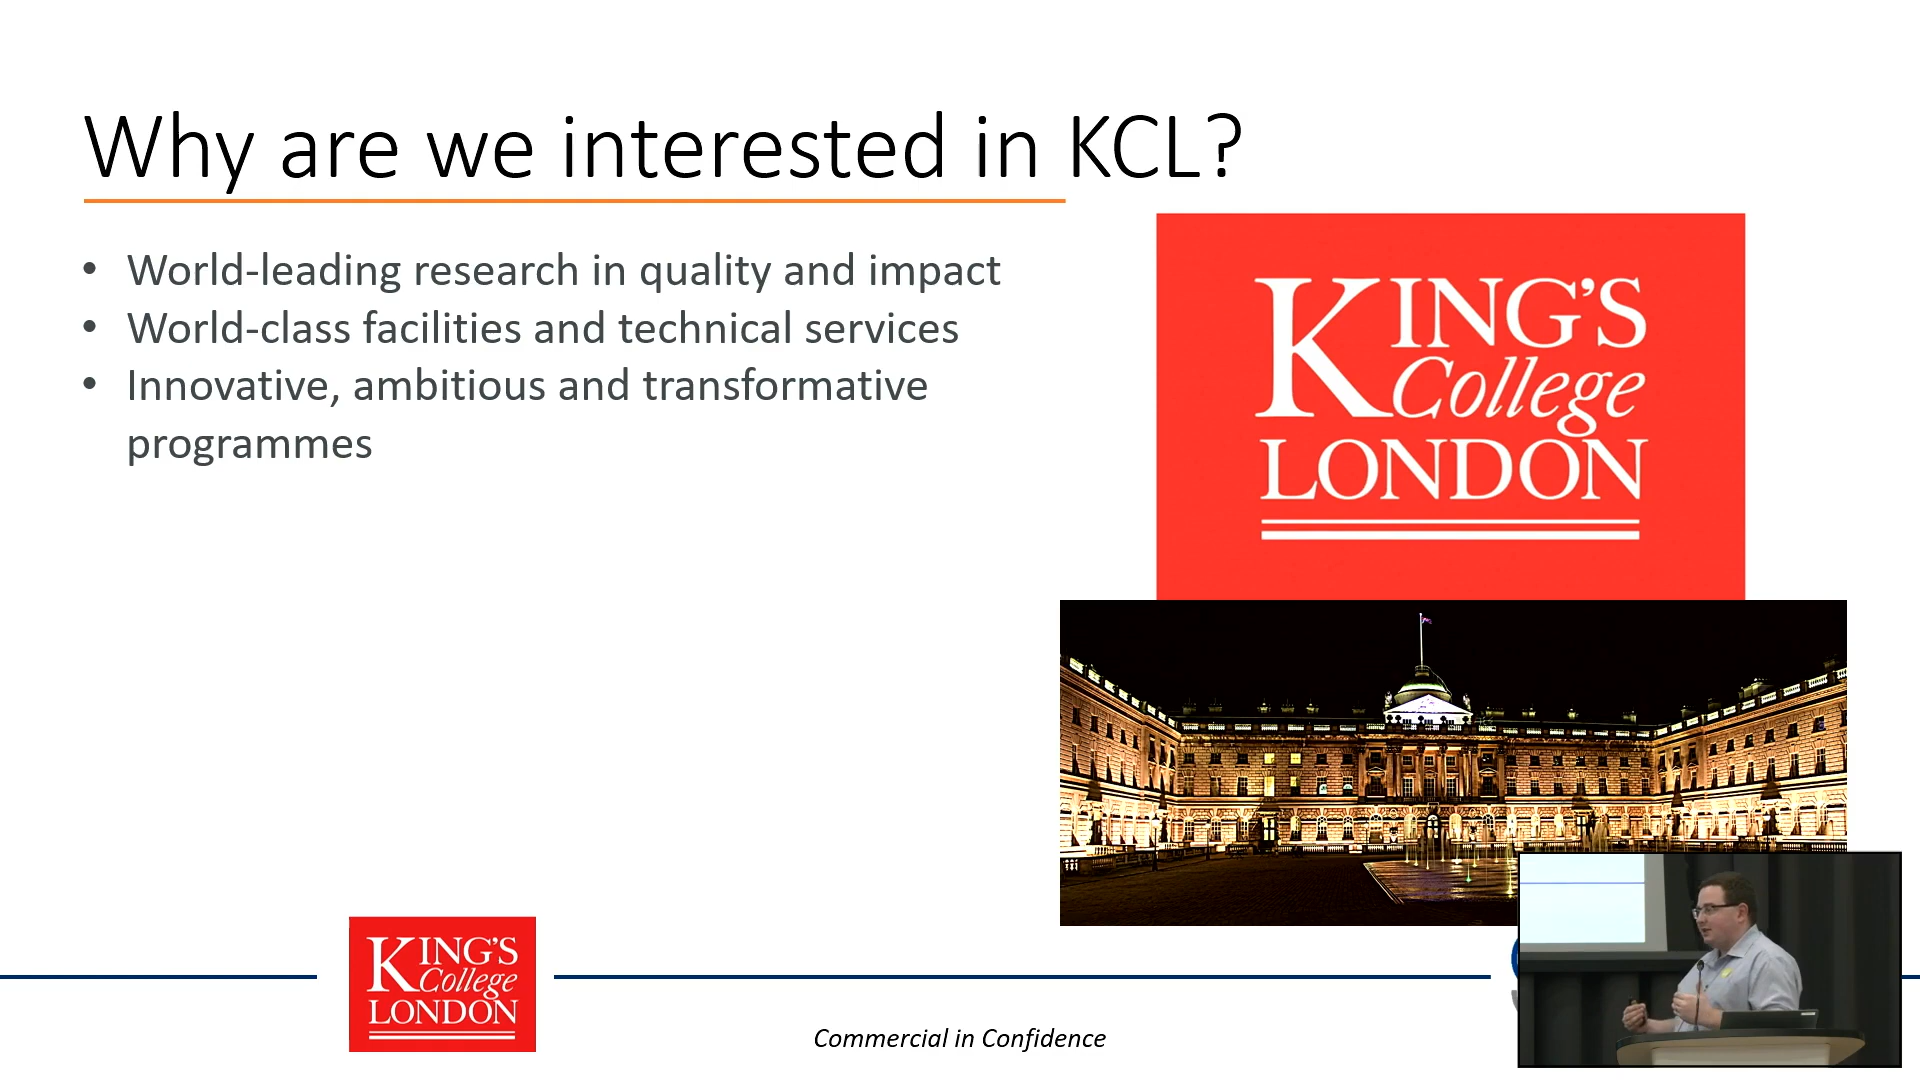 Why are we interested in KCL?
• World-leading research in quality and impact
• World-class facilities and technical services
• Innovative, ambitious and transformative
programmes
KING'S
College
LONDON
KING'S
College
LONDON
Commercial in Confidence